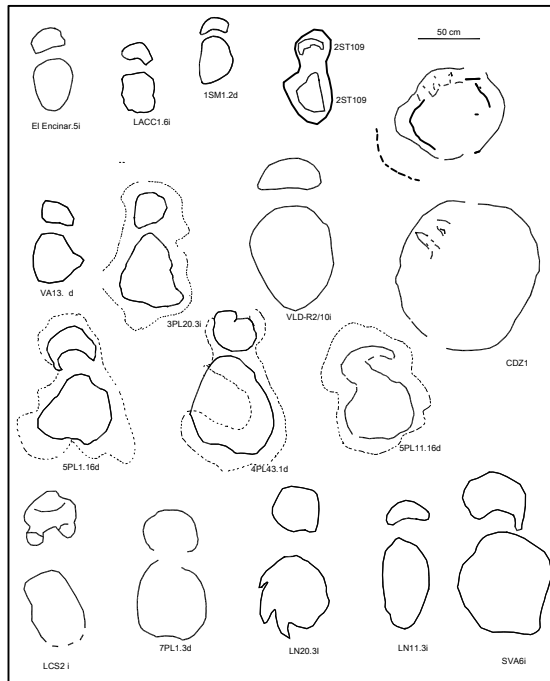 50 cm
2ST109
El Encinar.5i
LACC1.6i
1SM1.2d
2ST109
VA13. d
3PL20.3i
VLD-R2/10i
CDZ1
5PL1.16d
4PL43.1d
5PL11.16d
LCS2 i
7PL1.3d
LN20.3I
LN11.3i
SVA6i